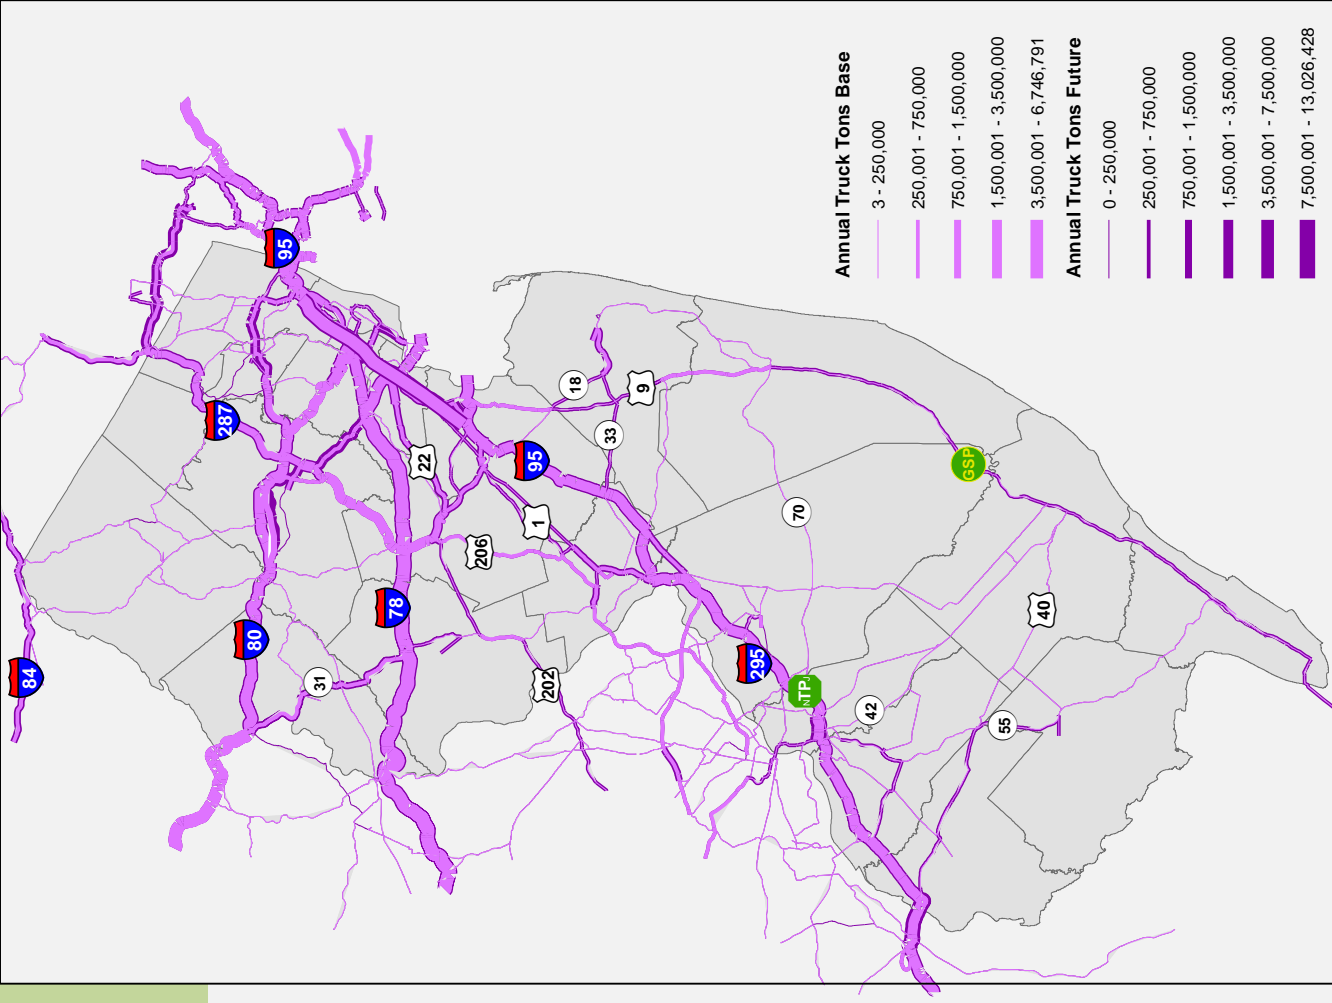 Annual Truck Tons Base
3 - 250,000
250,001 - 750,000
750,001 - 1,500,000
1,500,001 - 3,500,000
3,500,001 - 6,746,791
Annual Truck Tons Future
0 - 250,000
250,001 - 750,000
750,001 - 1,500,000
1,500,001 - 3,500,000
3,500,001 - 7,500,000
7,500,001 - 13,026,428
95
287
18
9
33
22
95
GSP
1
70
206
78
40
80
295
84
31
202
NTPJ
42
55